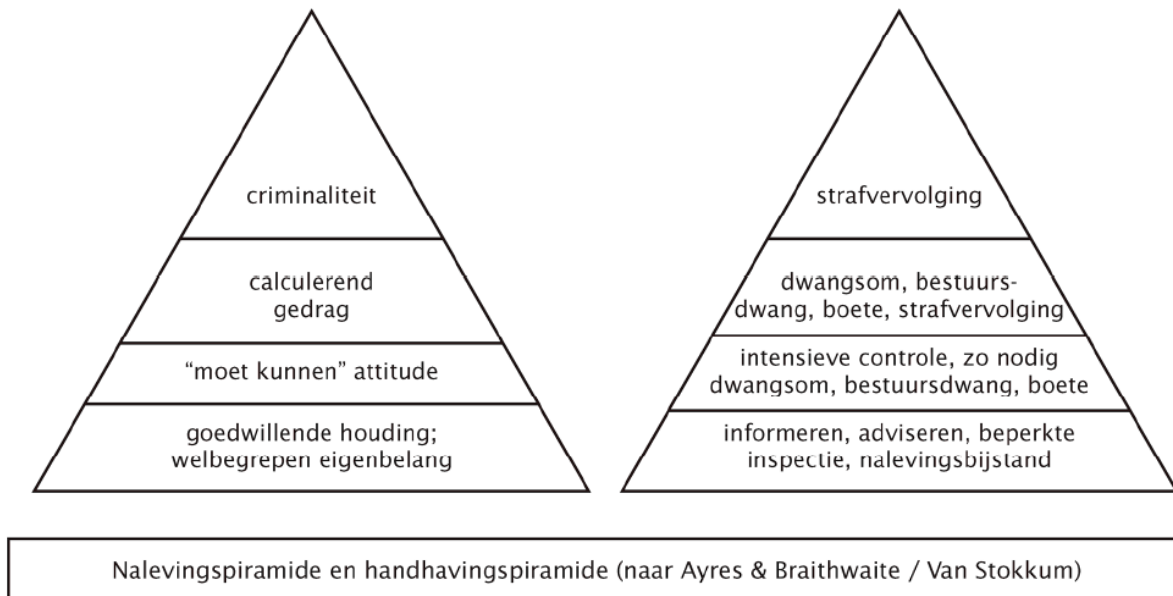 criminaliteit
calculerend
gedrag
“moet kunnen” attitude
goedwillende houding;
welbegrepen eigenbelang
strafvervolging
dwangsom, bestuurs-
dwang, boete, strafvervolging
intensieve controle, zo nodig
dwangsom, bestuursdwang, boete
informeren, adviseren, beperkte
inspectie, nalevingsbijstand
Nalevingspiramide en handhavingspiramide (naar Ayres & Braithwaite / Van Stokkum)